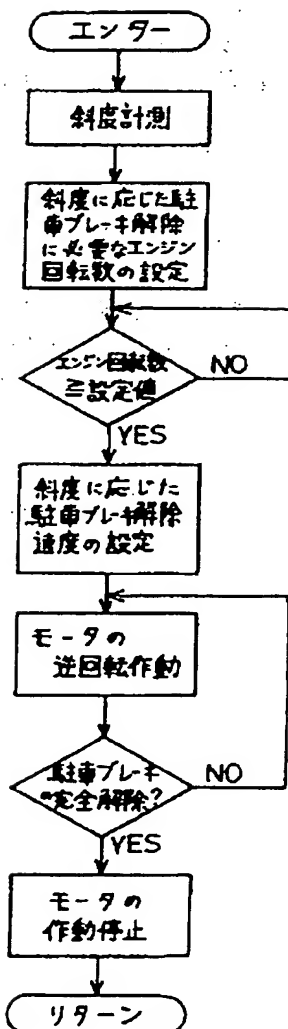 エンター
斜度計測
斜度に応じた駐
車ブレーキ解除
に必要なエンジン
回転数の設定
エンジン回転数
≧設定値
NO
YES
斜度に応じた
駐車ブレーキ解除
速度の設定
モータの
逆回転作動
駐車ブレーキ
の完全解除?
NO
YES
モータの
作動停止
リターン